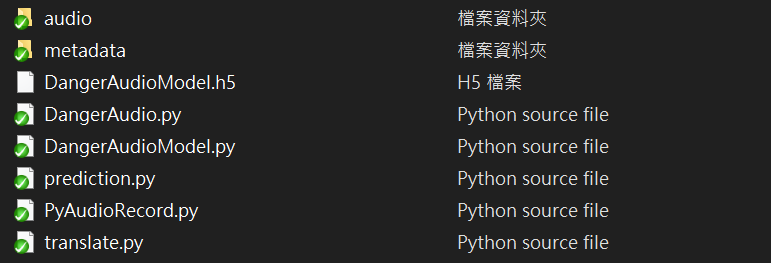 audio 檔案資料夾
metadata 檔案資料夾
DangerAudioModel.h5 H5 檔案
DangerAudio.py Python source file
DangerAudioModel.py Python source file
prediction.py Python source file
PyAudioRecord.py Python source file
translate.py Python source file